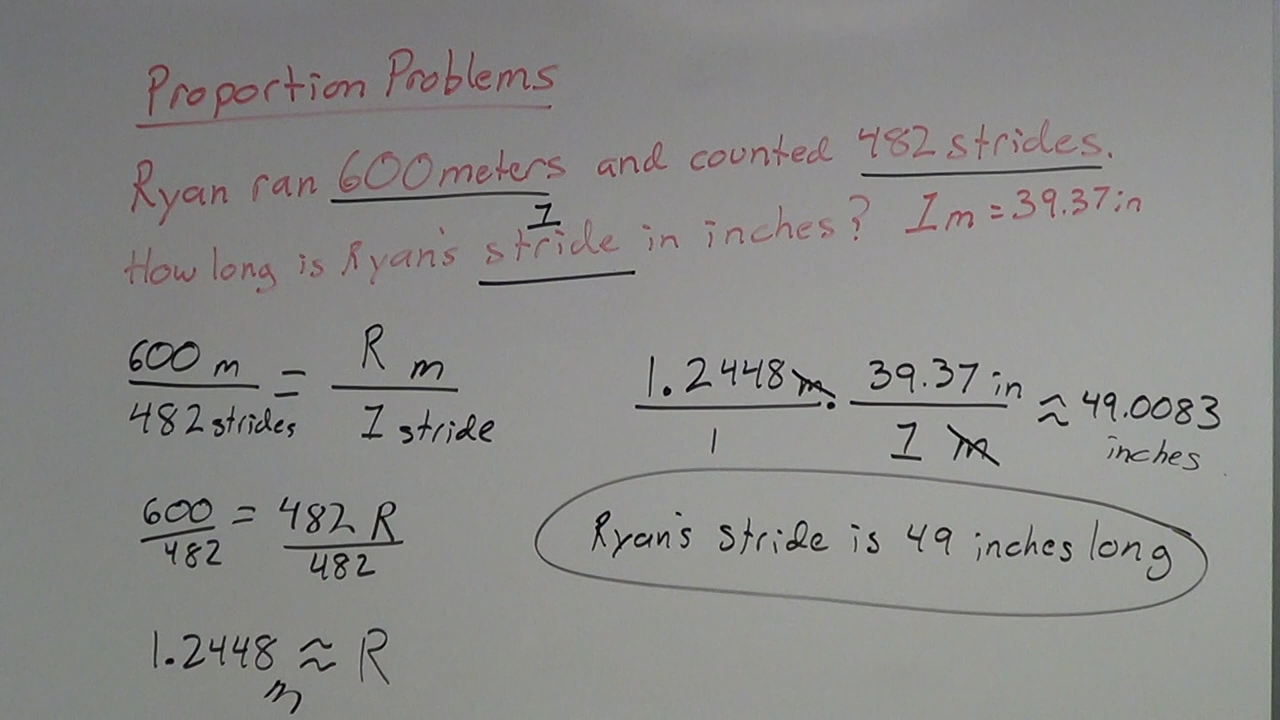 Proportion Problems
Ryan ran 600 meters and counted 482 strides.
1
How long is Ryan's stride in inches? 1m = 39.37in
600 m / 482 strides = R m / 1 stride
600 / 482 = 482 R / 482
1.2448 m ≈ R
1.2448 m / 1 · 39.37 in / 1 m ≈ 49.0083
inches
Ryan's stride is 49 inches long